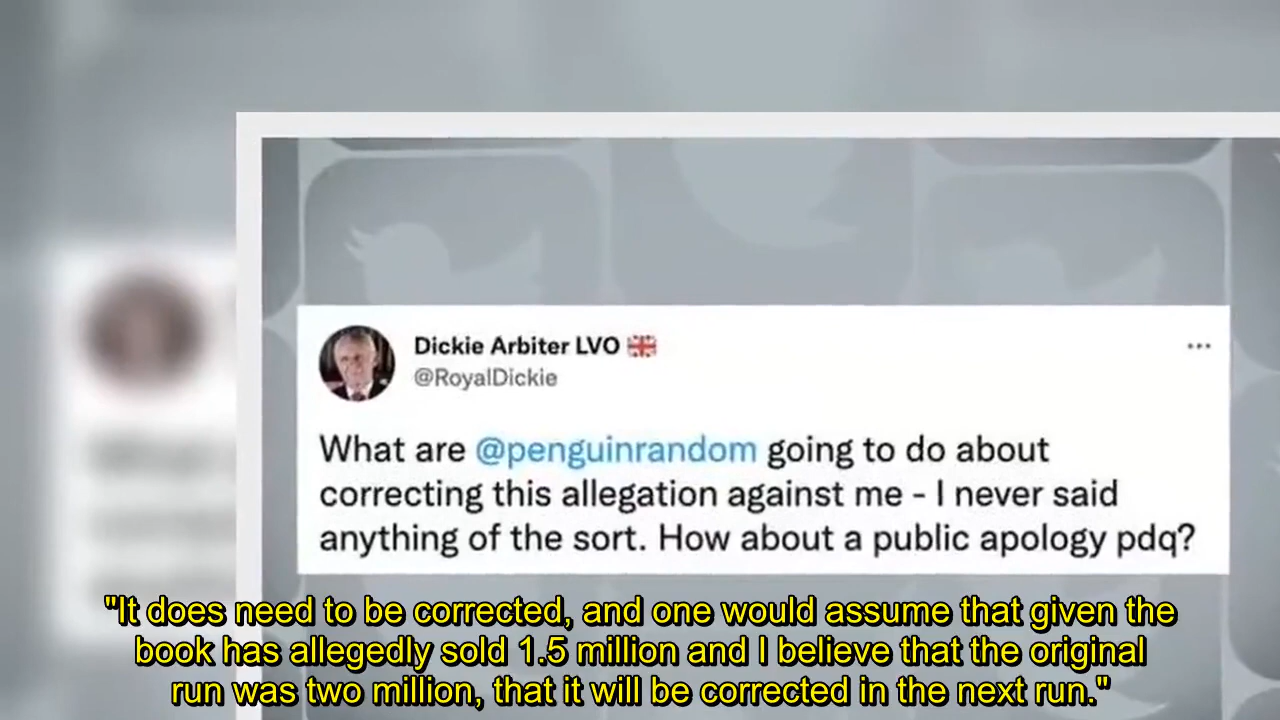 Dickie Arbiter LVO 🇬🇧
@RoyalDickie
What are @penguinrandom going to do about
correcting this allegation against me - I never said
anything of the sort. How about a public apology pdq?
"It does need to be corrected, and one would assume that given the
book has allegedly sold 1.5 million and I believe that the original
run was two million, that it will be corrected in the next run."